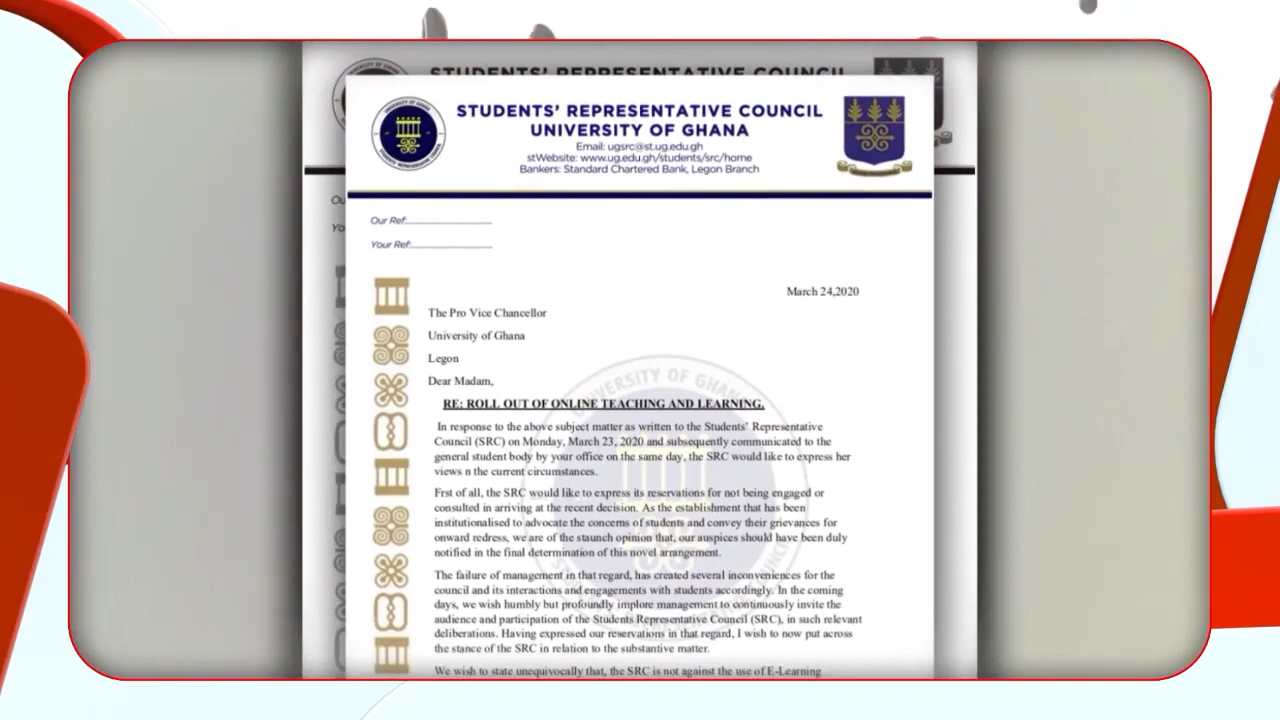 STUDENTS' REPRESENTATIVE COUNCIL
STUDENTS' REPRESENTATIVE COUNCIL
UNIVERSITY OF GHANA
Email: ugsrc@st.ug.edu.gh
stWebsite: www.ug.edu.gh/students/src/home
Bankers: Standard Chartered Bank, Legon Branch
Our Ref:
Your Ref:
March 24,2020
The Pro Vice Chancellor
University of Ghana
Legon
Dear Madam,
RE: ROLL OUT OF ONLINE TEACHING AND LEARNING.
In response to the above subject matter as written to the Students' Representative
Council (SRC) on Monday, March 23, 2020 and subsequently communicated to the
general student body by your office on the same day, the SRC would like to express her
views n the current circumstances.
Frst of all, the SRC would like to express its reservations for not being engaged or
consulted in arriving at the recent decision. As the establishment that has been
institutionalised to advocate the concerns of students and convey their grievances for
onward redress, we are of the staunch opinion that, our auspices should have been duly
notified in the final determination of this novel arrangement.
The failure of management in that regard, has created several inconveniences for the
council and its interactions and engagements with students accordingly. In the coming
days, we wish humbly but profoundly implore management to continuously invite the
audience and participation of the Students Representative Council (SRC), in such relevant
deliberations. Having expressed our reservations in that regard, I wish to now put across
the stance of the SRC in relation to the substantive matter.
We wish to state unequivocally that, the SRC is not against the use of E-Learning